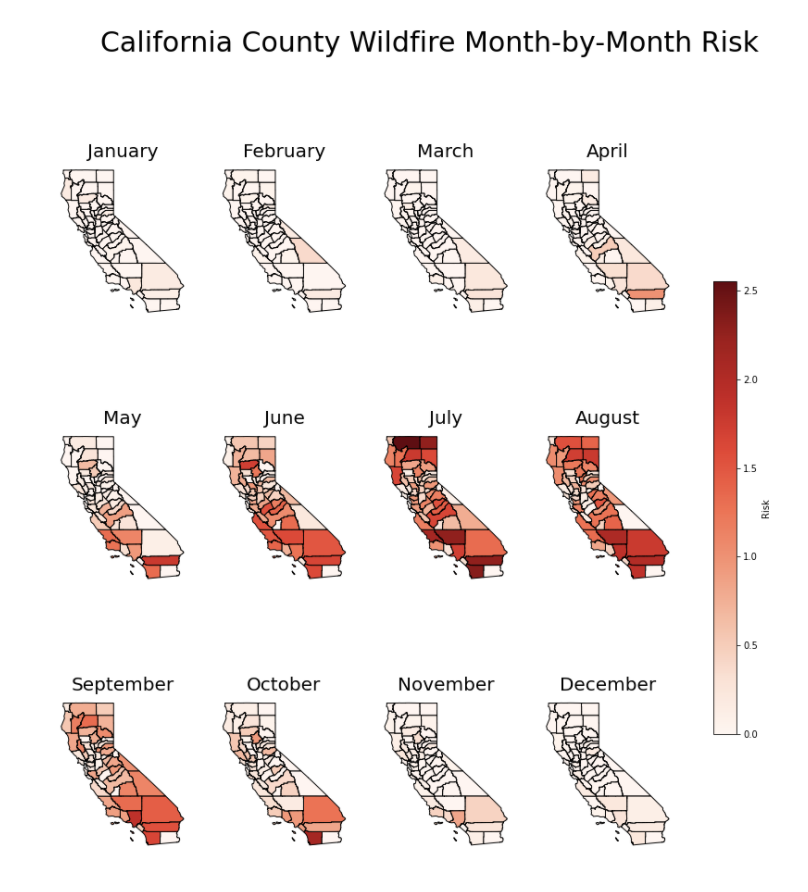 California County Wildfire Month-by-Month Risk
January February March April
May June July August
September October November December
2.5
2.0
1.5
1.0
0.5
0.0
Risk